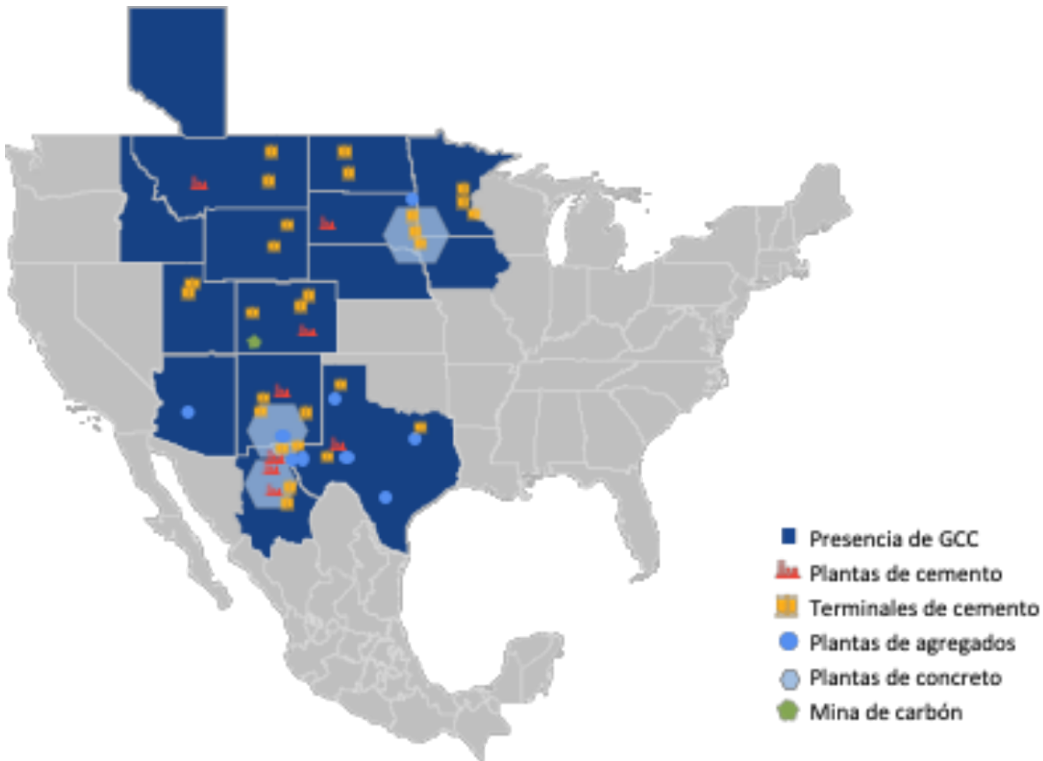 Presencia de GCC
Plantas de cemento
Terminales de cemento
Plantas de agregados
Plantas de concreto
Mina de carbón